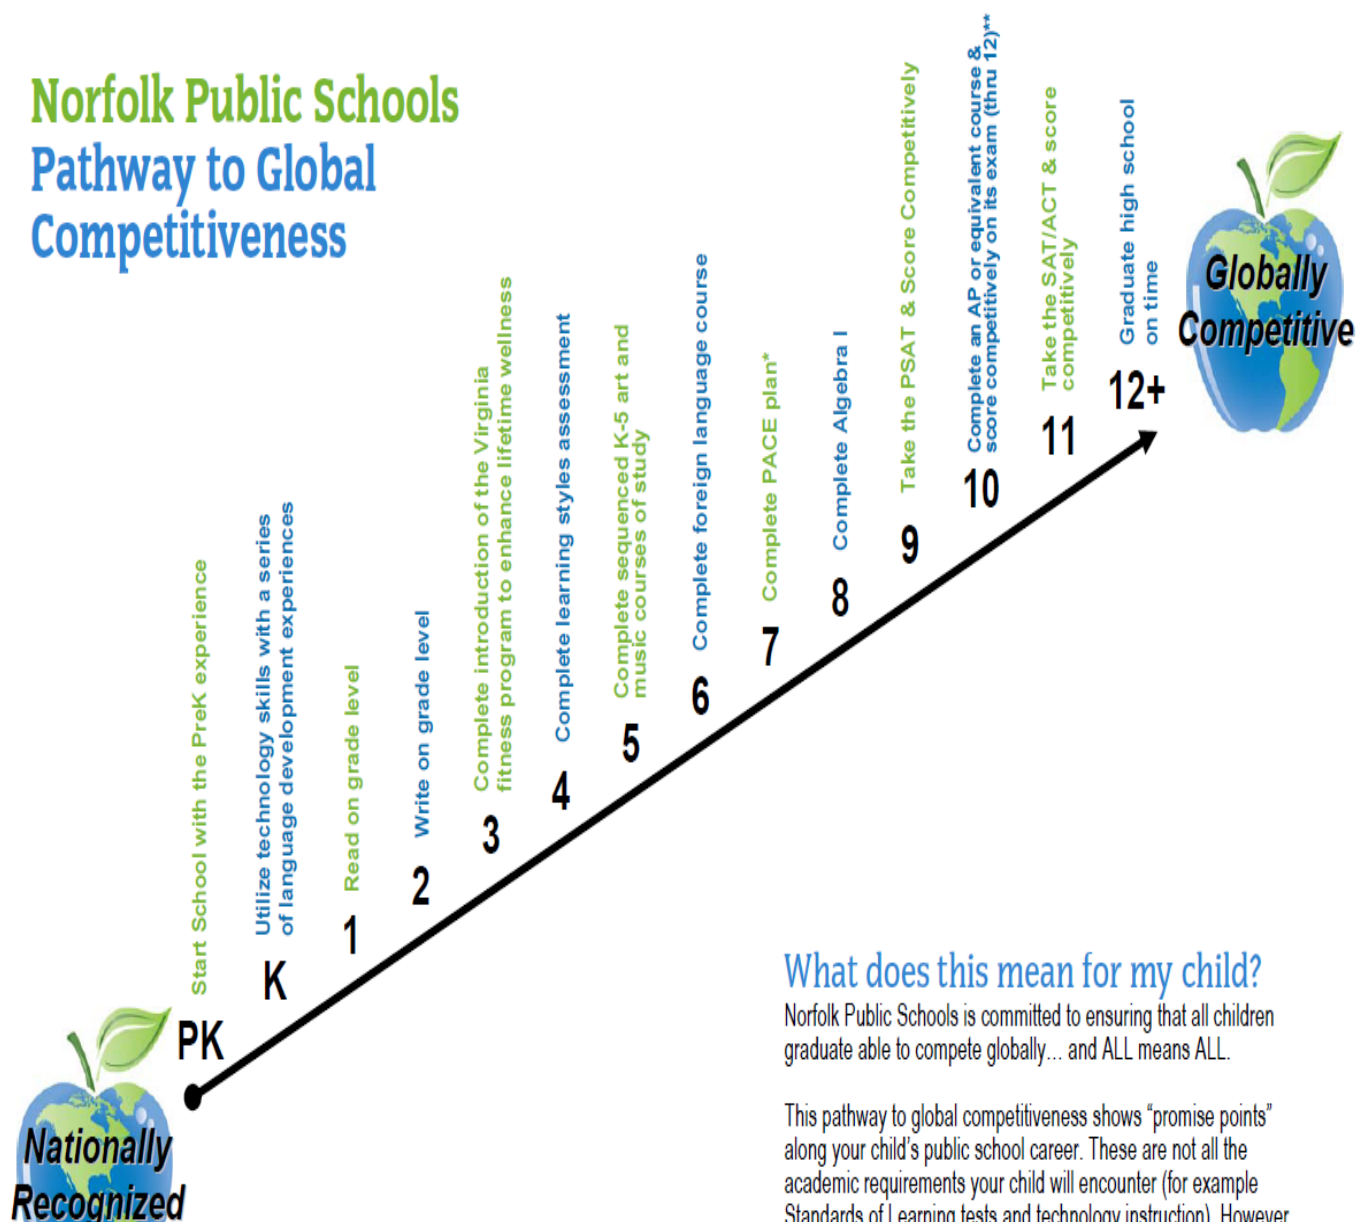 Norfolk Public Schools
Pathway to Global
Competitiveness
Start School with the PreK experience
PK
Utilize technology skills with a series
of language development experiences
K
Read on grade level
1
Write on grade level
2
Complete introduction of the Virginia
fitness program to enhance lifetime wellness
3
Complete learning styles assessment
4
Complete sequenced K-5 art and
music courses of study
5
Complete foreign language course
6
Complete PACE plan*
7
Complete Algebra I
8
Take the PSAT & Score Competitively
9
Complete an AP or equivalent course &
score competitively on its exam (thru 12)**
10
Take the SAT/ACT & score
competitively
11
Graduate high school
on time
12+
Globally
Competitive
Nationally
Recognized
What does this mean for my child?
Norfolk Public Schools is committed to ensuring that all children
graduate able to compete globally... and ALL means ALL.
This pathway to global competitiveness shows “promise points”
along your child’s public school career. These are not all the
academic requirements your child will encounter (for example
Standards of Learning tests and technology instruction). However